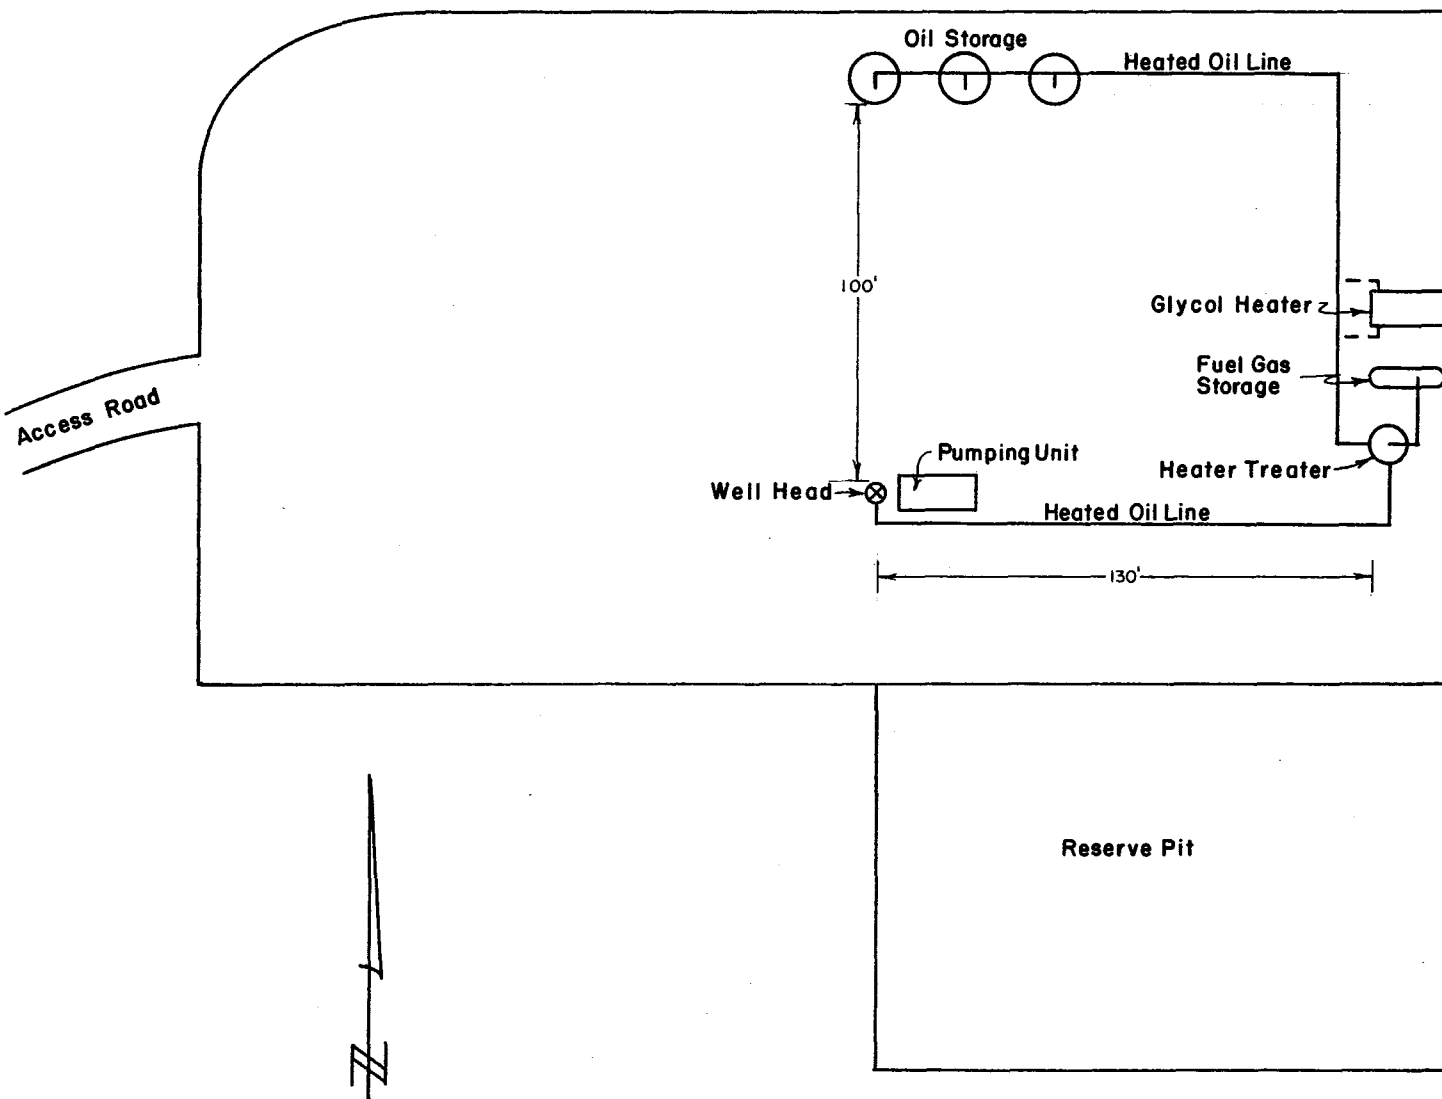 Oil Storage
Heated Oil Line
100'
Glycol Heater
Fuel Gas
Storage
Access Road
Pumping Unit
Heater Treater
Well Head
Heated Oil Line
130'
Reserve Pit
N